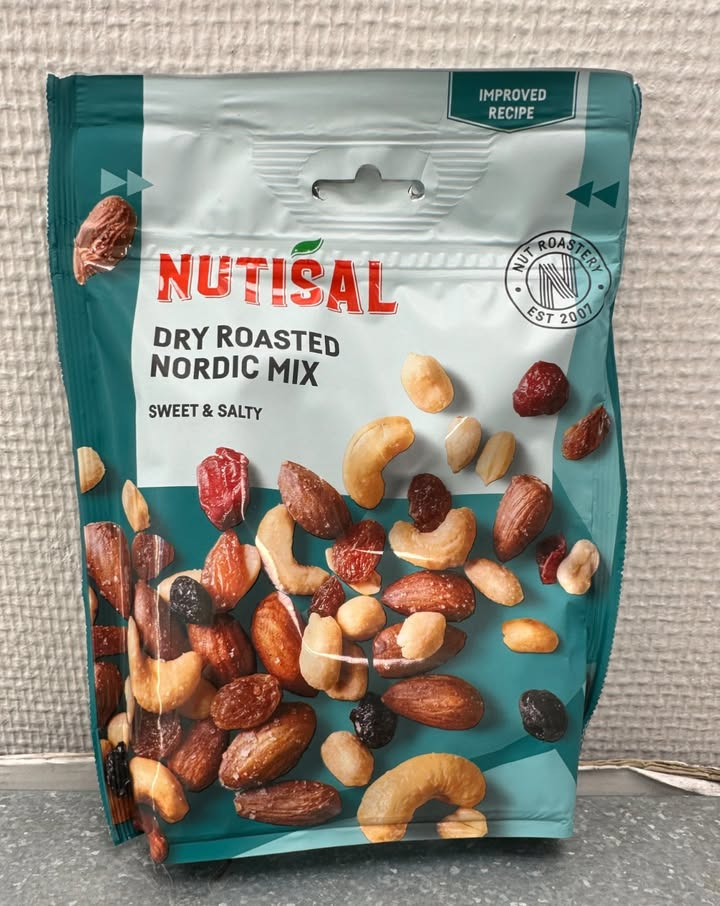 IMPROVED
RECIPE
NUT ROASTERY
N
EST 2007
NUTISAL
DRY ROASTED
NORDIC MIX
SWEET & SALTY